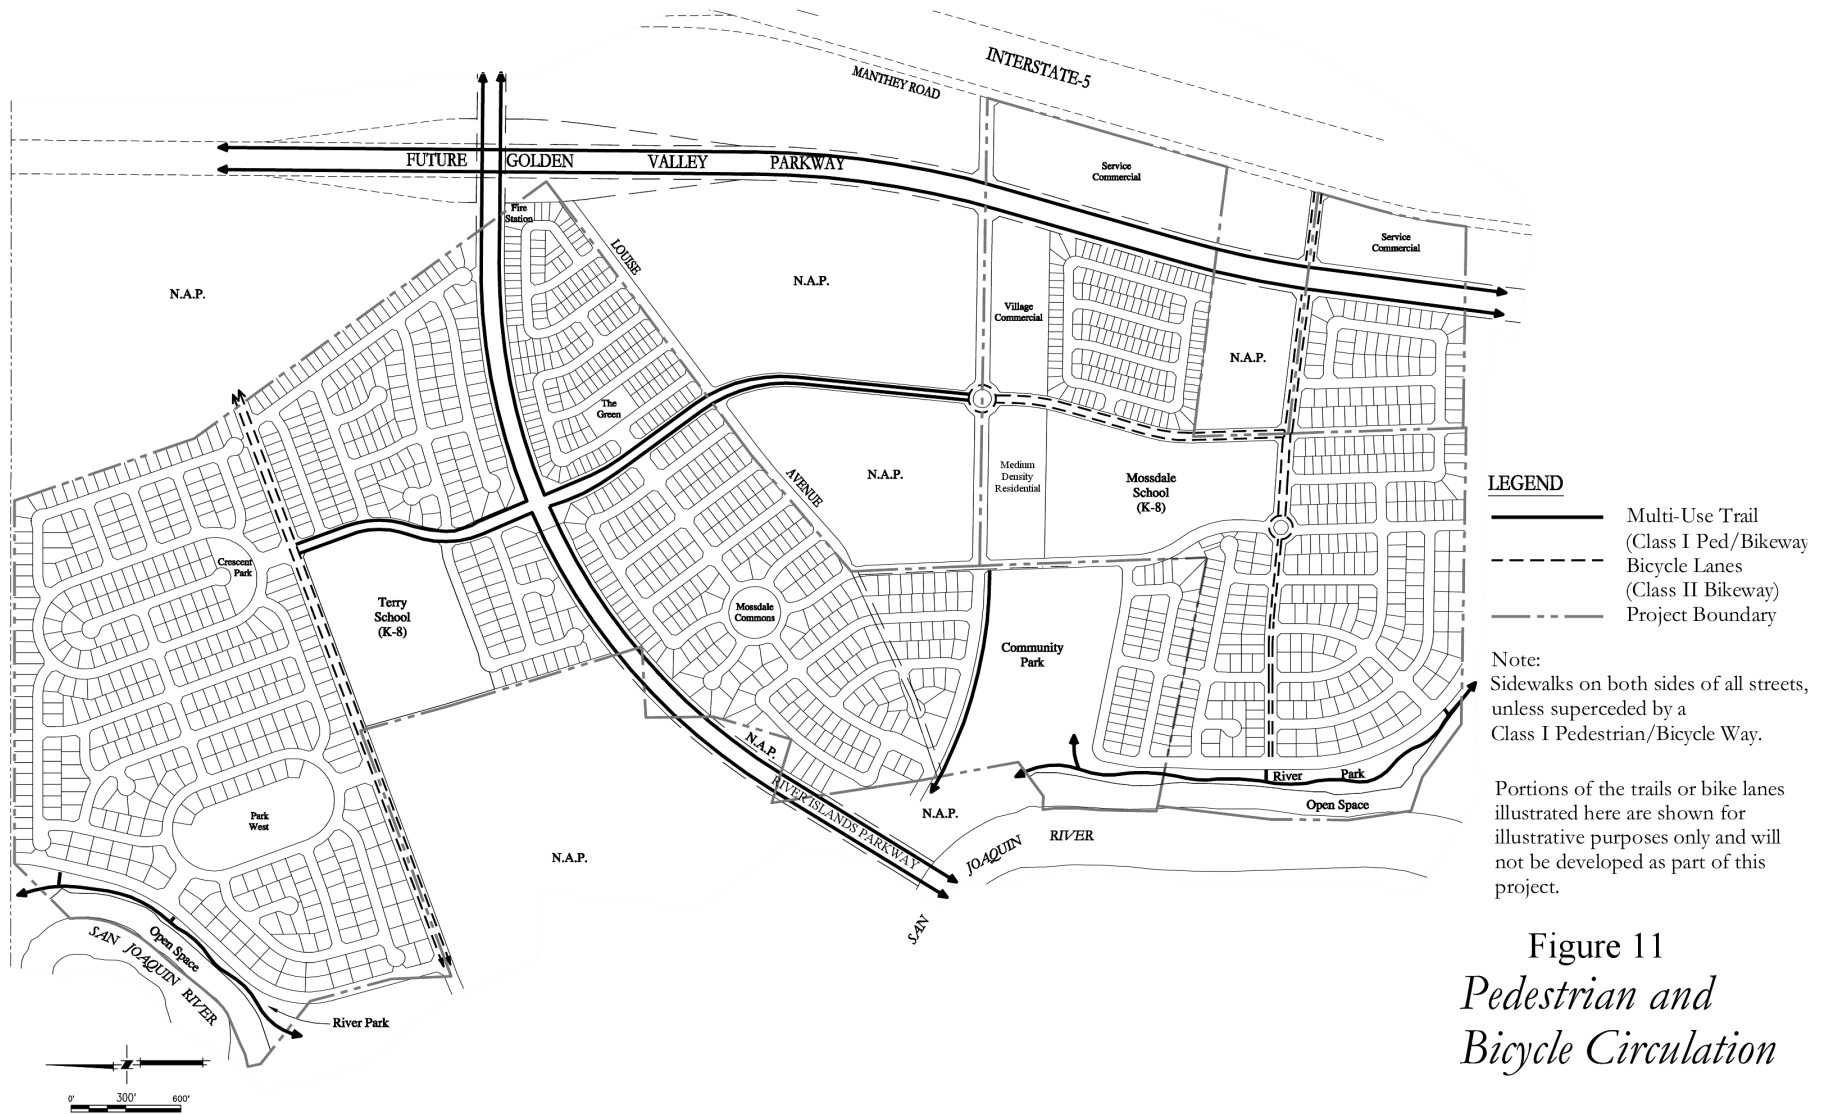 INTERSTATE-5
MANTHEY ROAD
FUTURE GOLDEN VALLEY PARKWAY
Service
Commercial
Fire
Station
LOUISE
Service
Commercial
N.A.P.
N.A.P.
Village
Commercial
N.A.P.
The
Green
N.A.P.
AVENUE
Medium
Density
Residential
Mossdale
School
(K-8)
Crescent
Park
Terry
School
(K-8)
Mossdale
Commons
Community
Park
N.A.P.
RIVER ISLANDS PARKWAY
River Park
Open Space
N.A.P.
Park
West
N.A.P.
SAN JOAQUIN RIVER
Open Space
SAN JOAQUIN RIVER
River Park
0' 300' 600'
Z
LEGEND
Multi-Use Trail
(Class I Ped/Bikeway
Bicycle Lanes
(Class II Bikeway)
Project Boundary
Note:
Sidewalks on both sides of all streets,
unless superceded by a
Class I Pedestrian/Bicycle Way.
Portions of the trails or bike lanes
illustrated here are shown for
illustrative purposes only and will
not be developed as part of this
project.
Figure 11
Pedestrian and
Bicycle Circulation